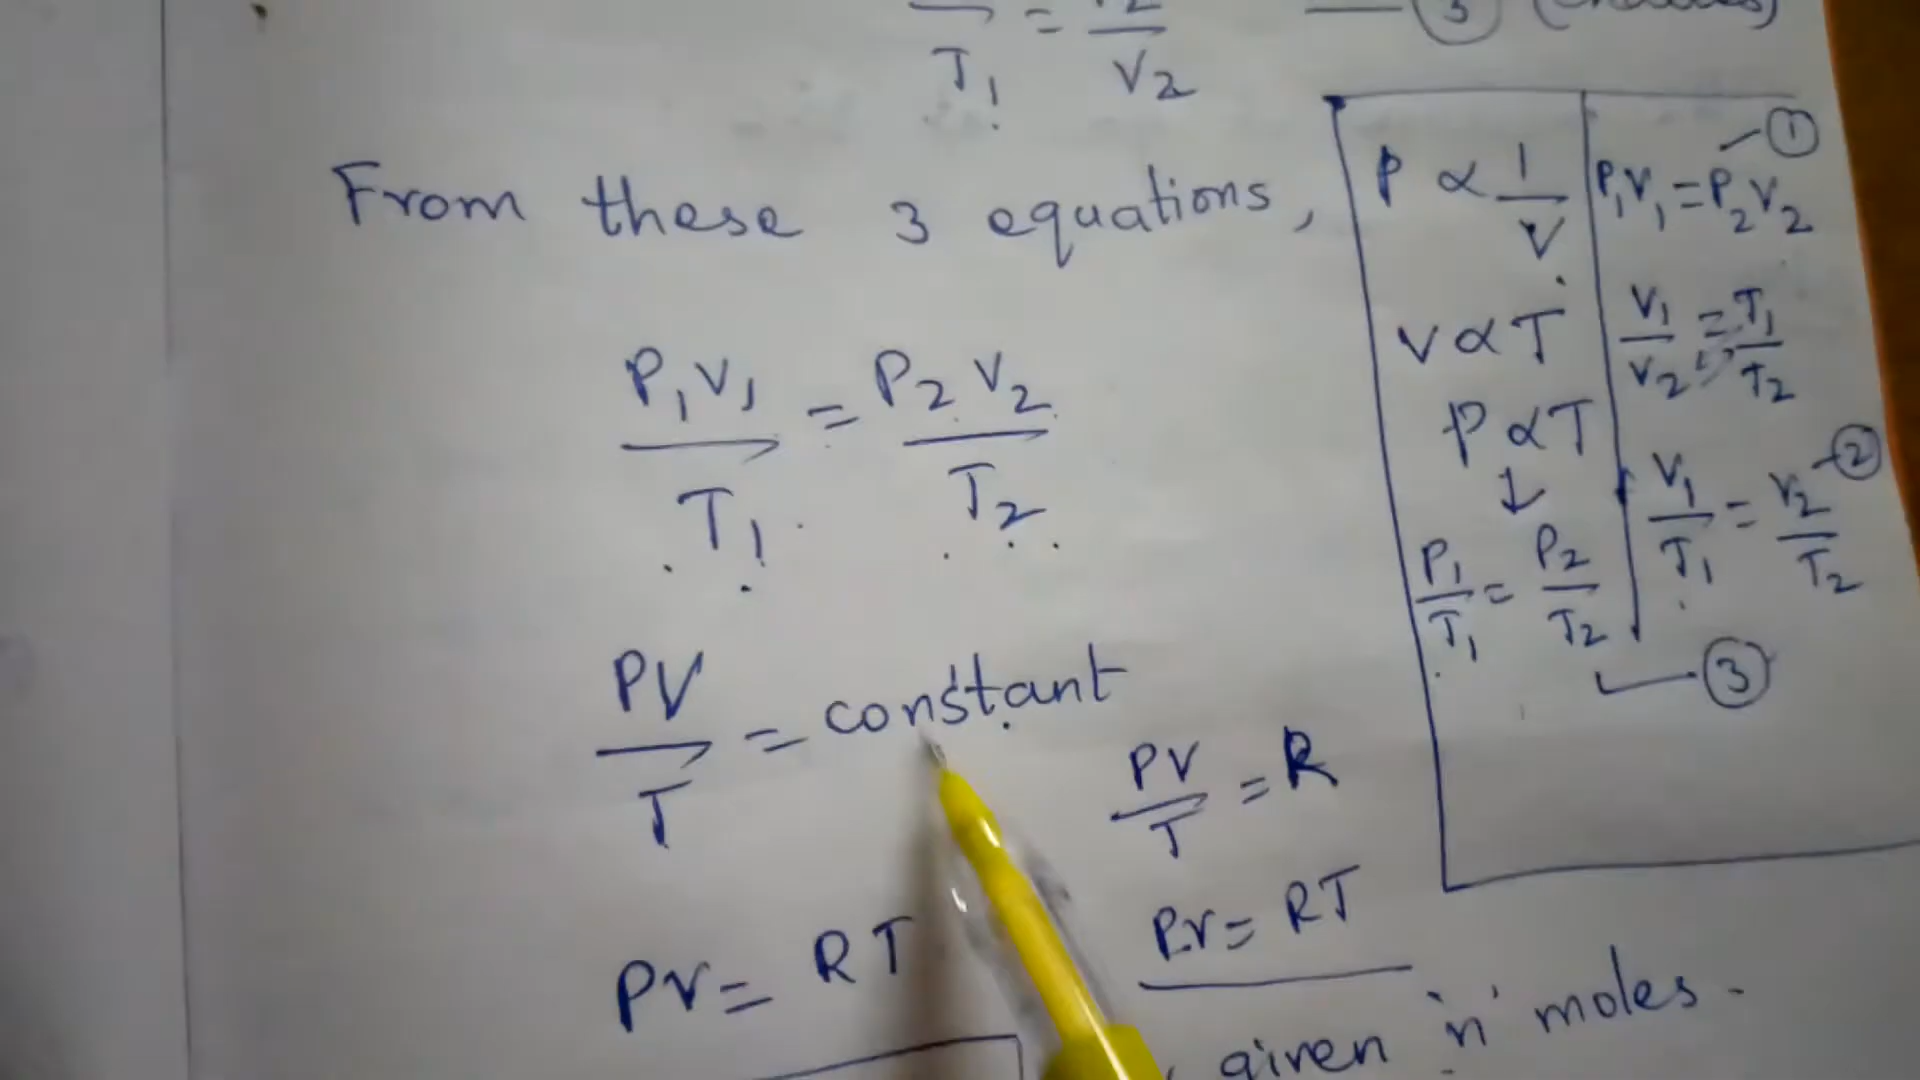 T₁ = V₂
③
From these 3 equations,
P₁V₁/T₁ = P₂V₂/T₂
PV/T = constant
PV/T = R
PV = RT
PV = RT
given 'n' moles.
P ∝ 1/V
V ∝ T
P ∝ T
↓
P₁/T₁ = P₂/T₂ — ③
P₁V₁ = P₂V₂ — ①
V₁/V₂ = T₁/T₂
V₁/T₁ = V₂/T₂ — ②